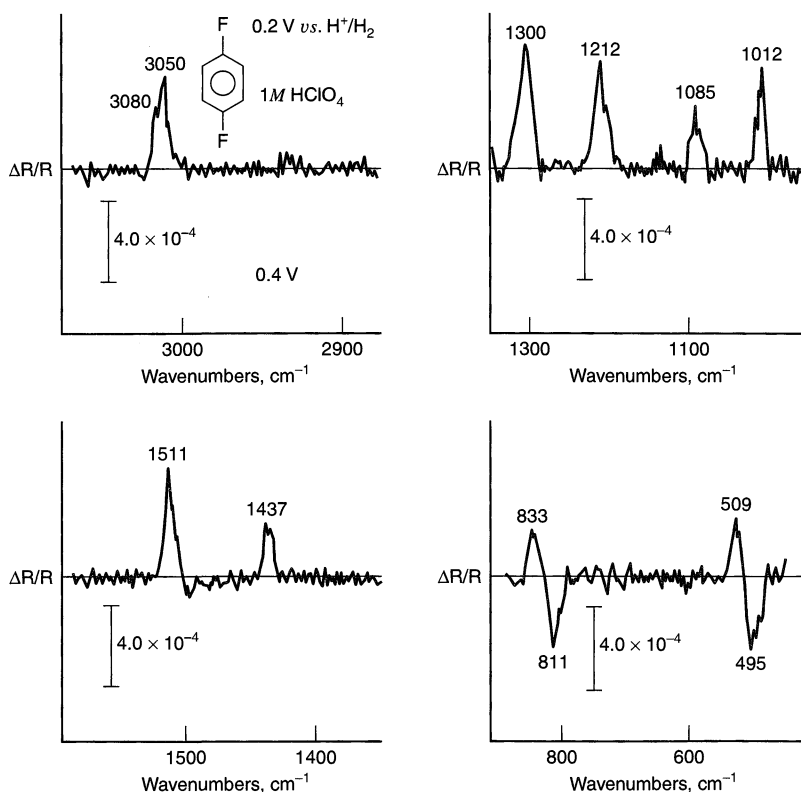 F
0.2 V vs. H⁺/H₂
3050
3080
1M HClO₄
F
ΔR/R
4.0 × 10⁻⁴
0.4 V
3000
2900
Wavenumbers, cm⁻¹
1300
1212
1085
1012
ΔR/R
4.0 × 10⁻⁴
1300
1100
Wavenumbers, cm⁻¹
1511
1437
ΔR/R
4.0 × 10⁻⁴
1500
1400
Wavenumbers, cm⁻¹
833
509
ΔR/R
4.0 × 10⁻⁴
811
495
800
600
Wavenumbers, cm⁻¹